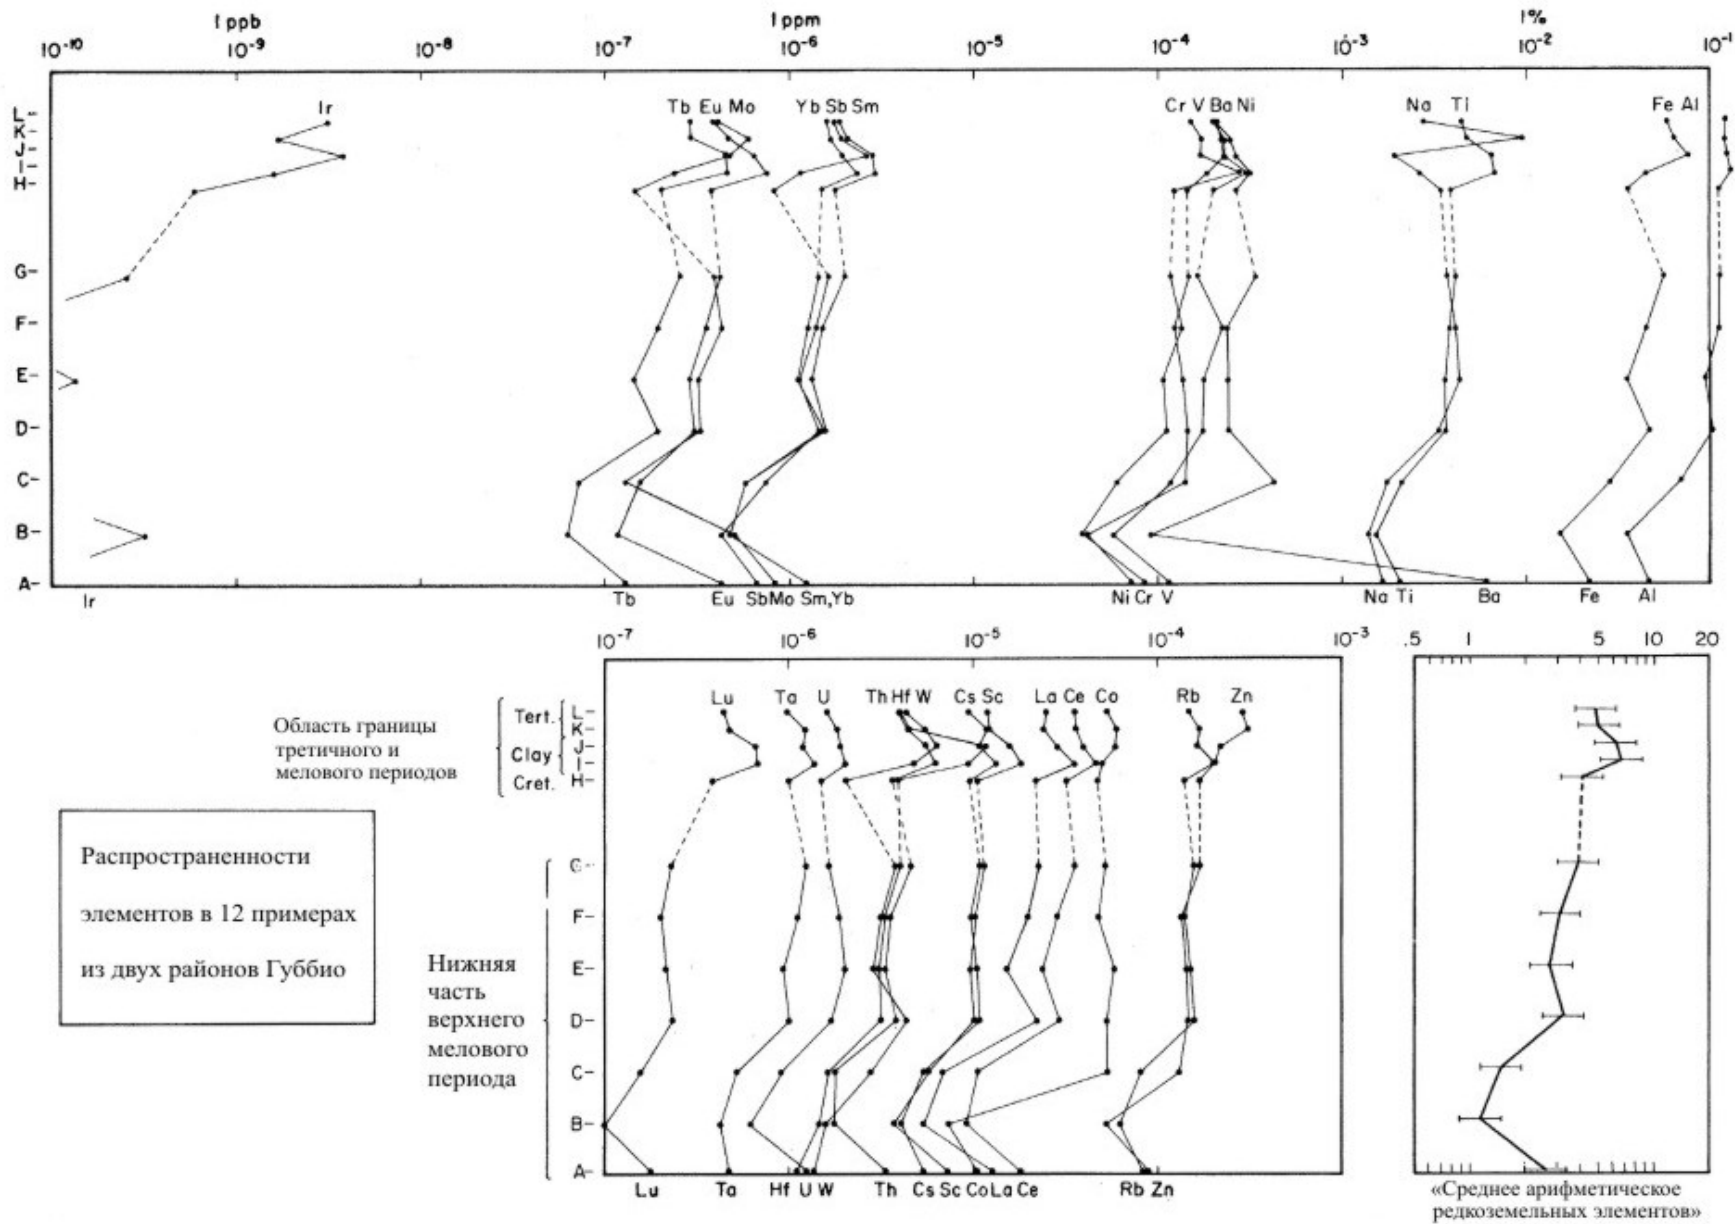 1 ppb 1 ppm 1%
10⁻¹⁰ 10⁻⁹ 10⁻⁸ 10⁻⁷ 10⁻⁶ 10⁻⁵ 10⁻⁴ 10⁻³ 10⁻² 10⁻¹
Ir Tb Eu Mo Yb Sb Sm Cr V Ba Ni Na Ti Fe Al
L-
K-
J-
I-
H-
G-
F-
E-
D-
C-
B-
A-
Ir Tb Eu Sb Mo Sm,Yb Ni Cr V Na Ti Ba Fe Al
10⁻⁷ 10⁻⁶ 10⁻⁵ 10⁻⁴ 10⁻³ .5 1 5 10 20
Lu Ta U Th Hf W Cs Sc La Ce Co Rb Zn
Область границы
третичного и
мелового периодов
Tert.
Clay
Cret.
L-
K-
J-
I-
H-
G-
F-
E-
D-
C-
B-
A-
Распространенности
элементов в 12 примерах
из двух районов Губбио
Нижняя
часть
верхнего
мелового
периода
Lu Ta Hf U W Th Cs Sc Co La Ce Rb Zn
«Среднее арифметическое
редкоземельных элементов»